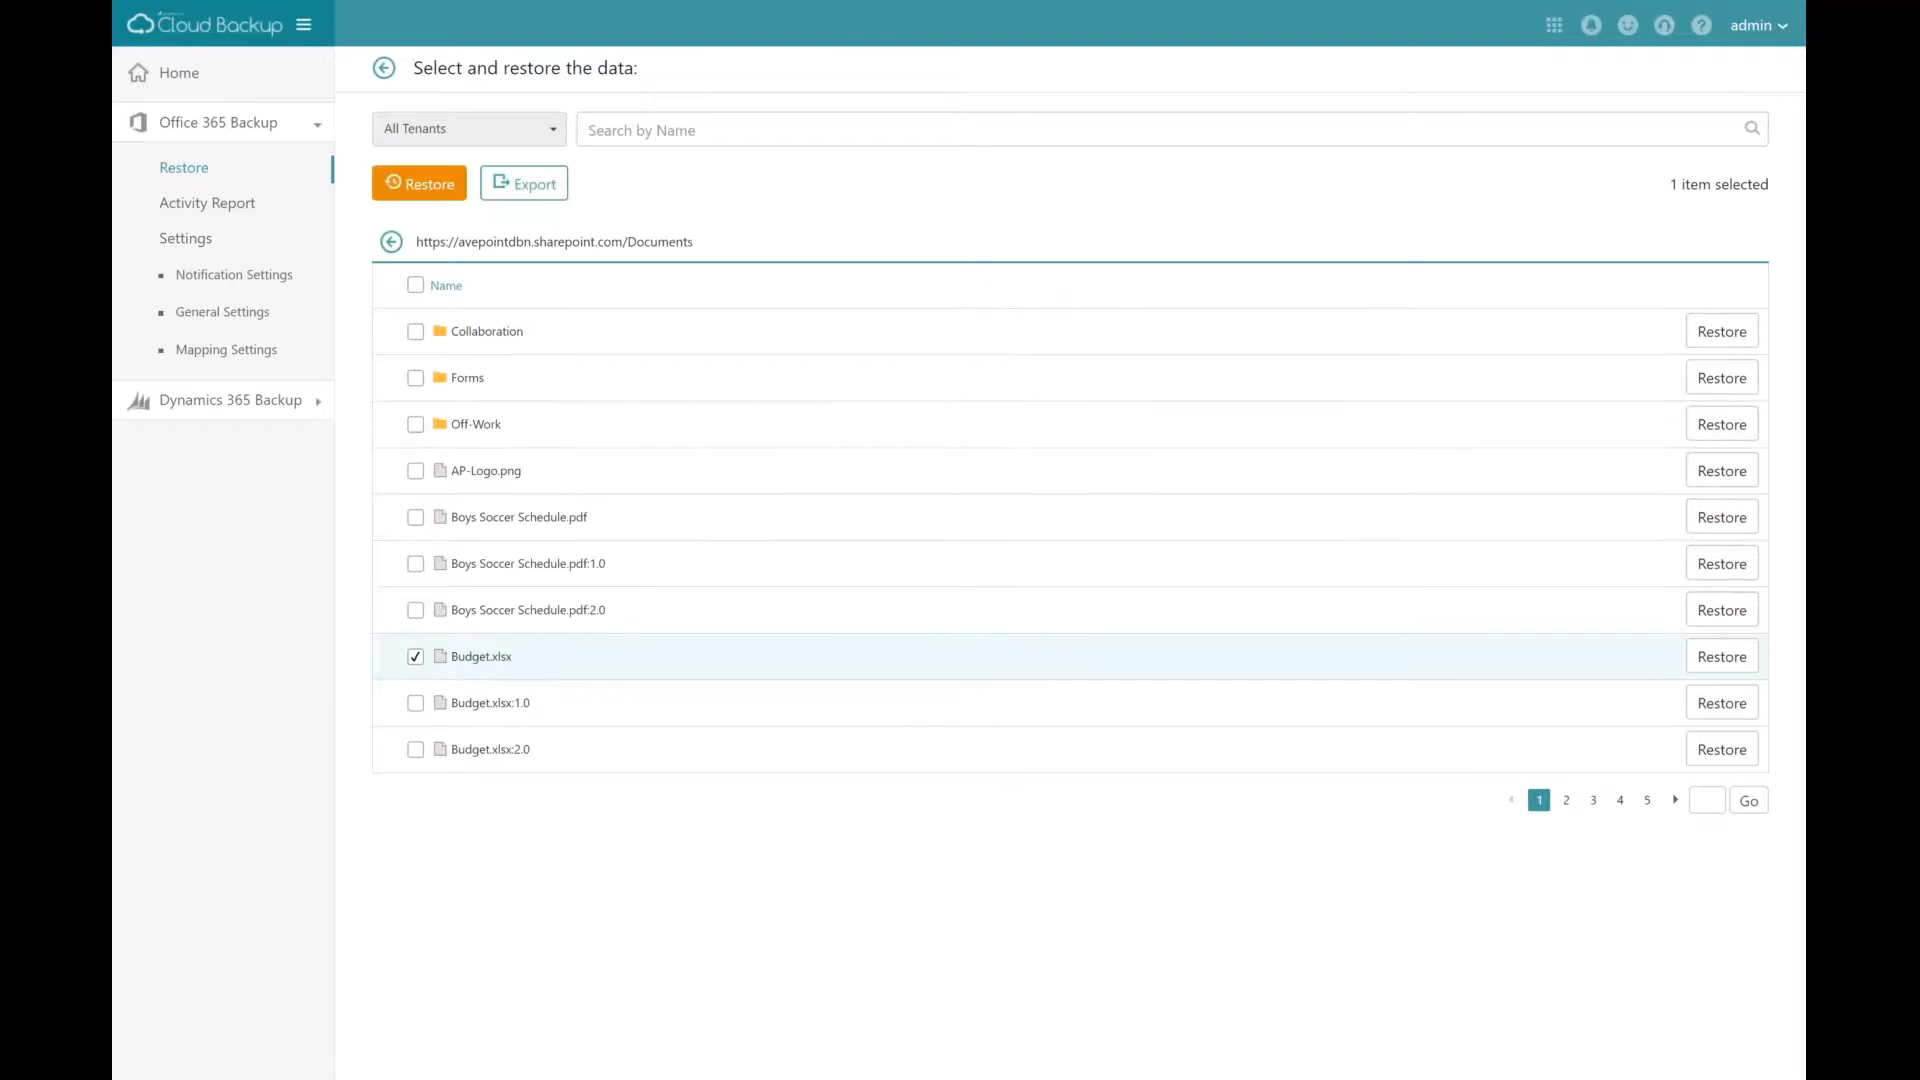 Cloud Backup
admin
Home
Select and restore the data:
Office 365 Backup
All Tenants
Search by Name
Restore
Activity Report
Settings
Notification Settings
General Settings
Mapping Settings
Dynamics 365 Backup
Restore
Export
1 item selected
https://avepointdbn.sharepoint.com/Documents
Name
Collaboration Restore
Forms Restore
Off-Work Restore
AP-Logo.png Restore
Boys Soccer Schedule.pdf Restore
Boys Soccer Schedule.pdf:1.0 Restore
Boys Soccer Schedule.pdf:2.0 Restore
Budget.xlsx Restore
Budget.xlsx:1.0 Restore
Budget.xlsx:2.0 Restore
1 2 3 4 5 Go